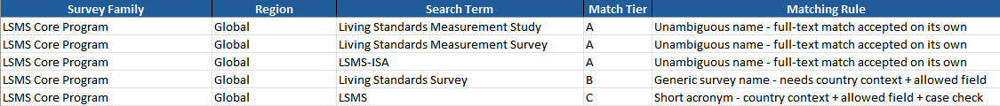 Survey Family Region Search Term Match Tier Matching Rule
LSMS Core Program Global Living Standards Measurement Study A Unambiguous name - full-text match accepted on its own
LSMS Core Program Global Living Standards Measurement Survey A Unambiguous name - full-text match accepted on its own
LSMS Core Program Global LSMS-ISA A Unambiguous name - full-text match accepted on its own
LSMS Core Program Global Living Standards Survey B Generic survey name - needs country context + allowed field
LSMS Core Program Global LSMS C Short acronym - country context + allowed field + case check